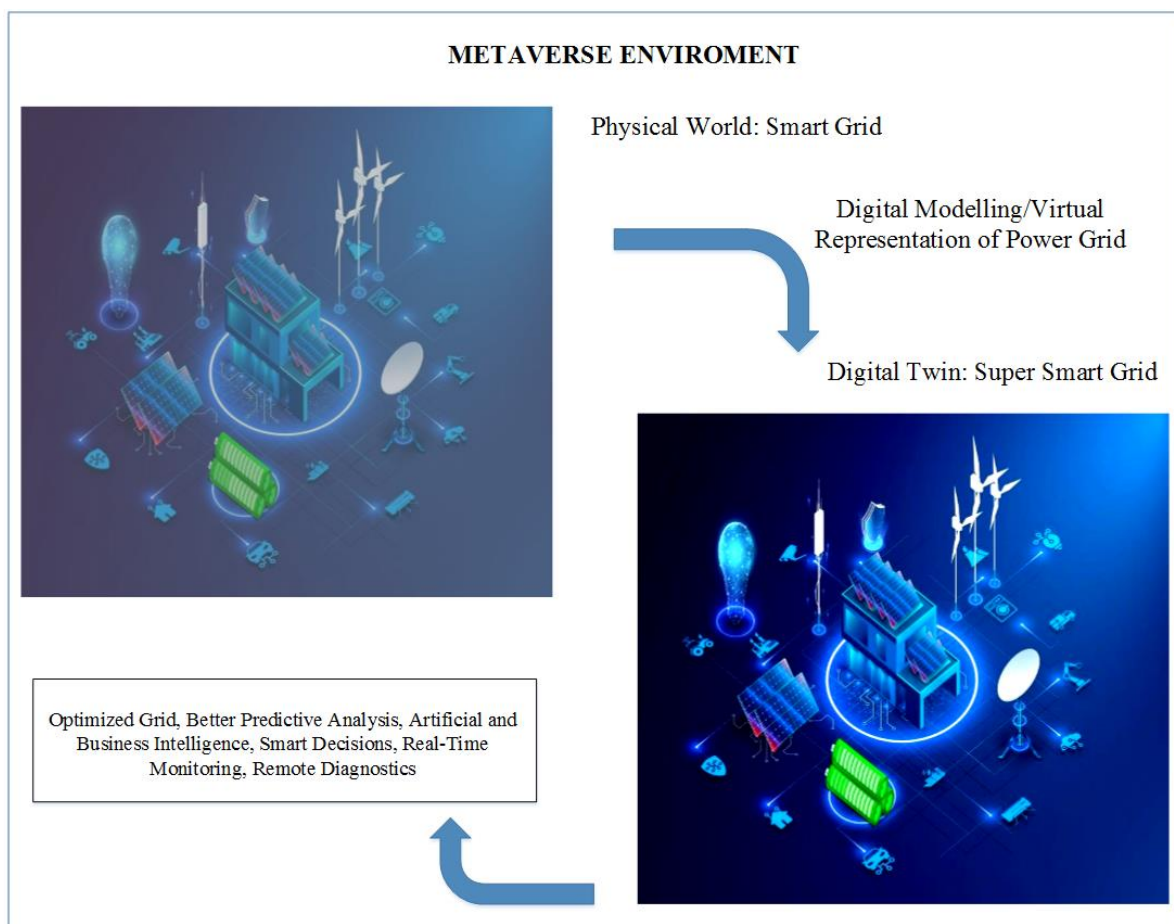 METAVERSE ENVIROMENT
Physical World: Smart Grid
Digital Modelling/Virtual
Representation of Power Grid
Digital Twin: Super Smart Grid
Optimized Grid, Better Predictive Analysis, Artificial and
Business Intelligence, Smart Decisions, Real-Time
Monitoring, Remote Diagnostics